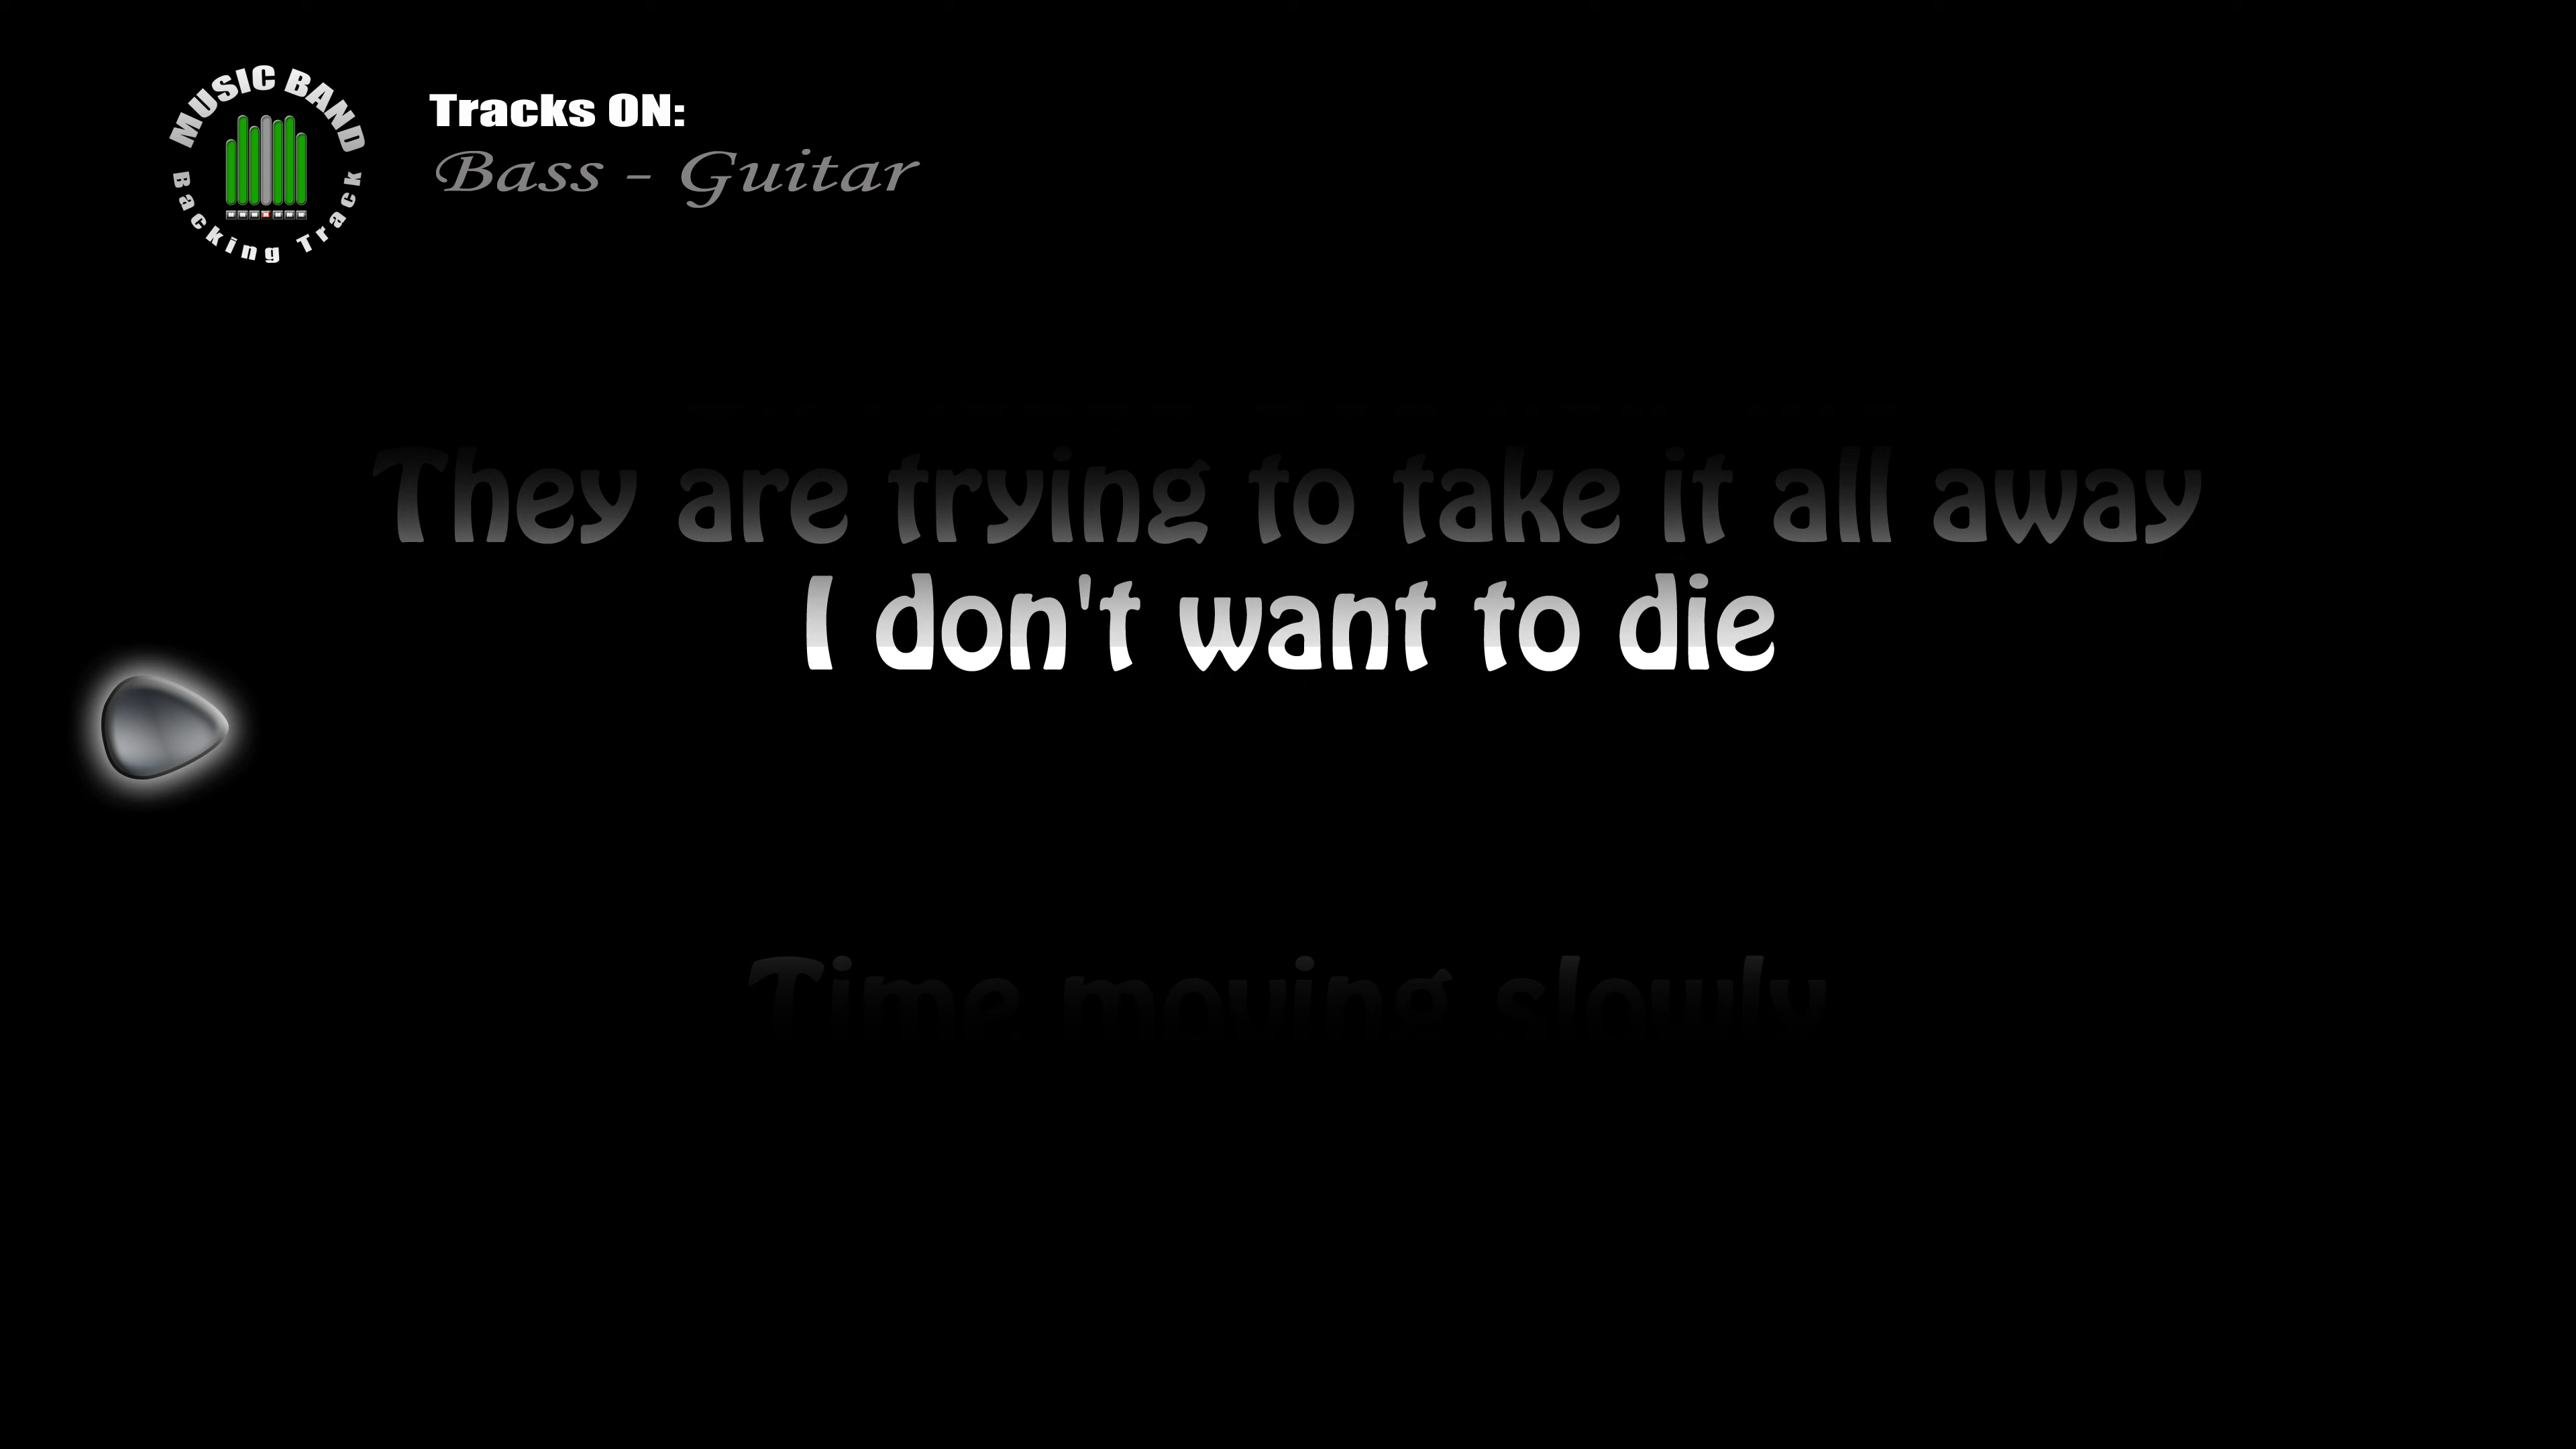 MUSIC BAND
Backing Track
Tracks ON:
Bass - Guitar
They are trying to take it all away
I don't want to die
Time moving slowly